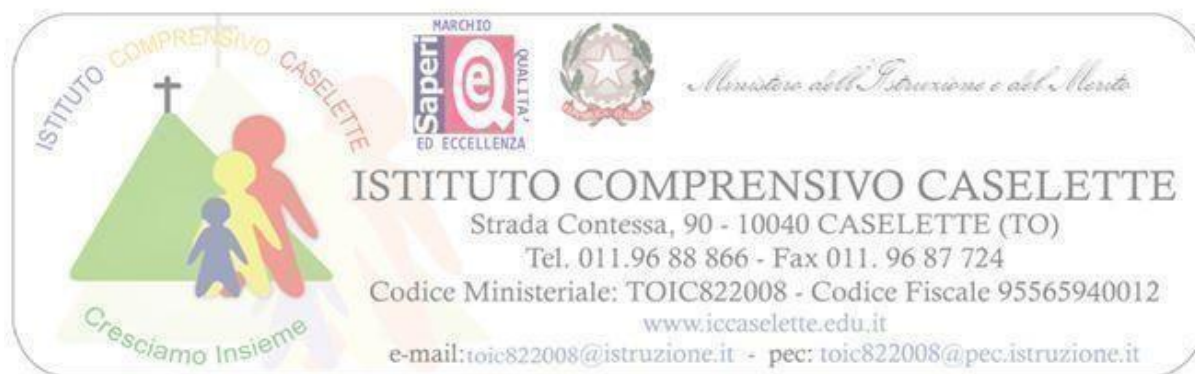 ISTITUTO COMPRENSIVO CASELETTE
Cresciamo Insieme
MARCHIO
Saperi
QUALITA'
e
ED ECCELLENZA
REPUBBLICA ITALIANA
Ministero dell'Istruzione e del Merito
ISTITUTO COMPRENSIVO CASELETTE
Strada Contessa, 90 - 10040 CASELETTE (TO)
Tel. 011.96 88 866 - Fax 011. 96 87 724
Codice Ministeriale: TOIC822008 - Codice Fiscale 95565940012
www.iccaselette.edu.it
e-mail:toic822008@istruzione.it - pec: toic822008@pec.istruzione.it